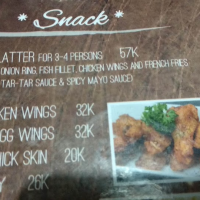 * Snack *
LATTER FOR 3-4 PERSONS 57K
ONION RING, FISH FILLET, CHICKEN WINGS AND FRENCH FRIES
TAR-TAR SAUCE & SPICY MAYO SAUCE)
KEN WINGS 32K
GG WINGS 32K
ICK SKIN 20K
26K